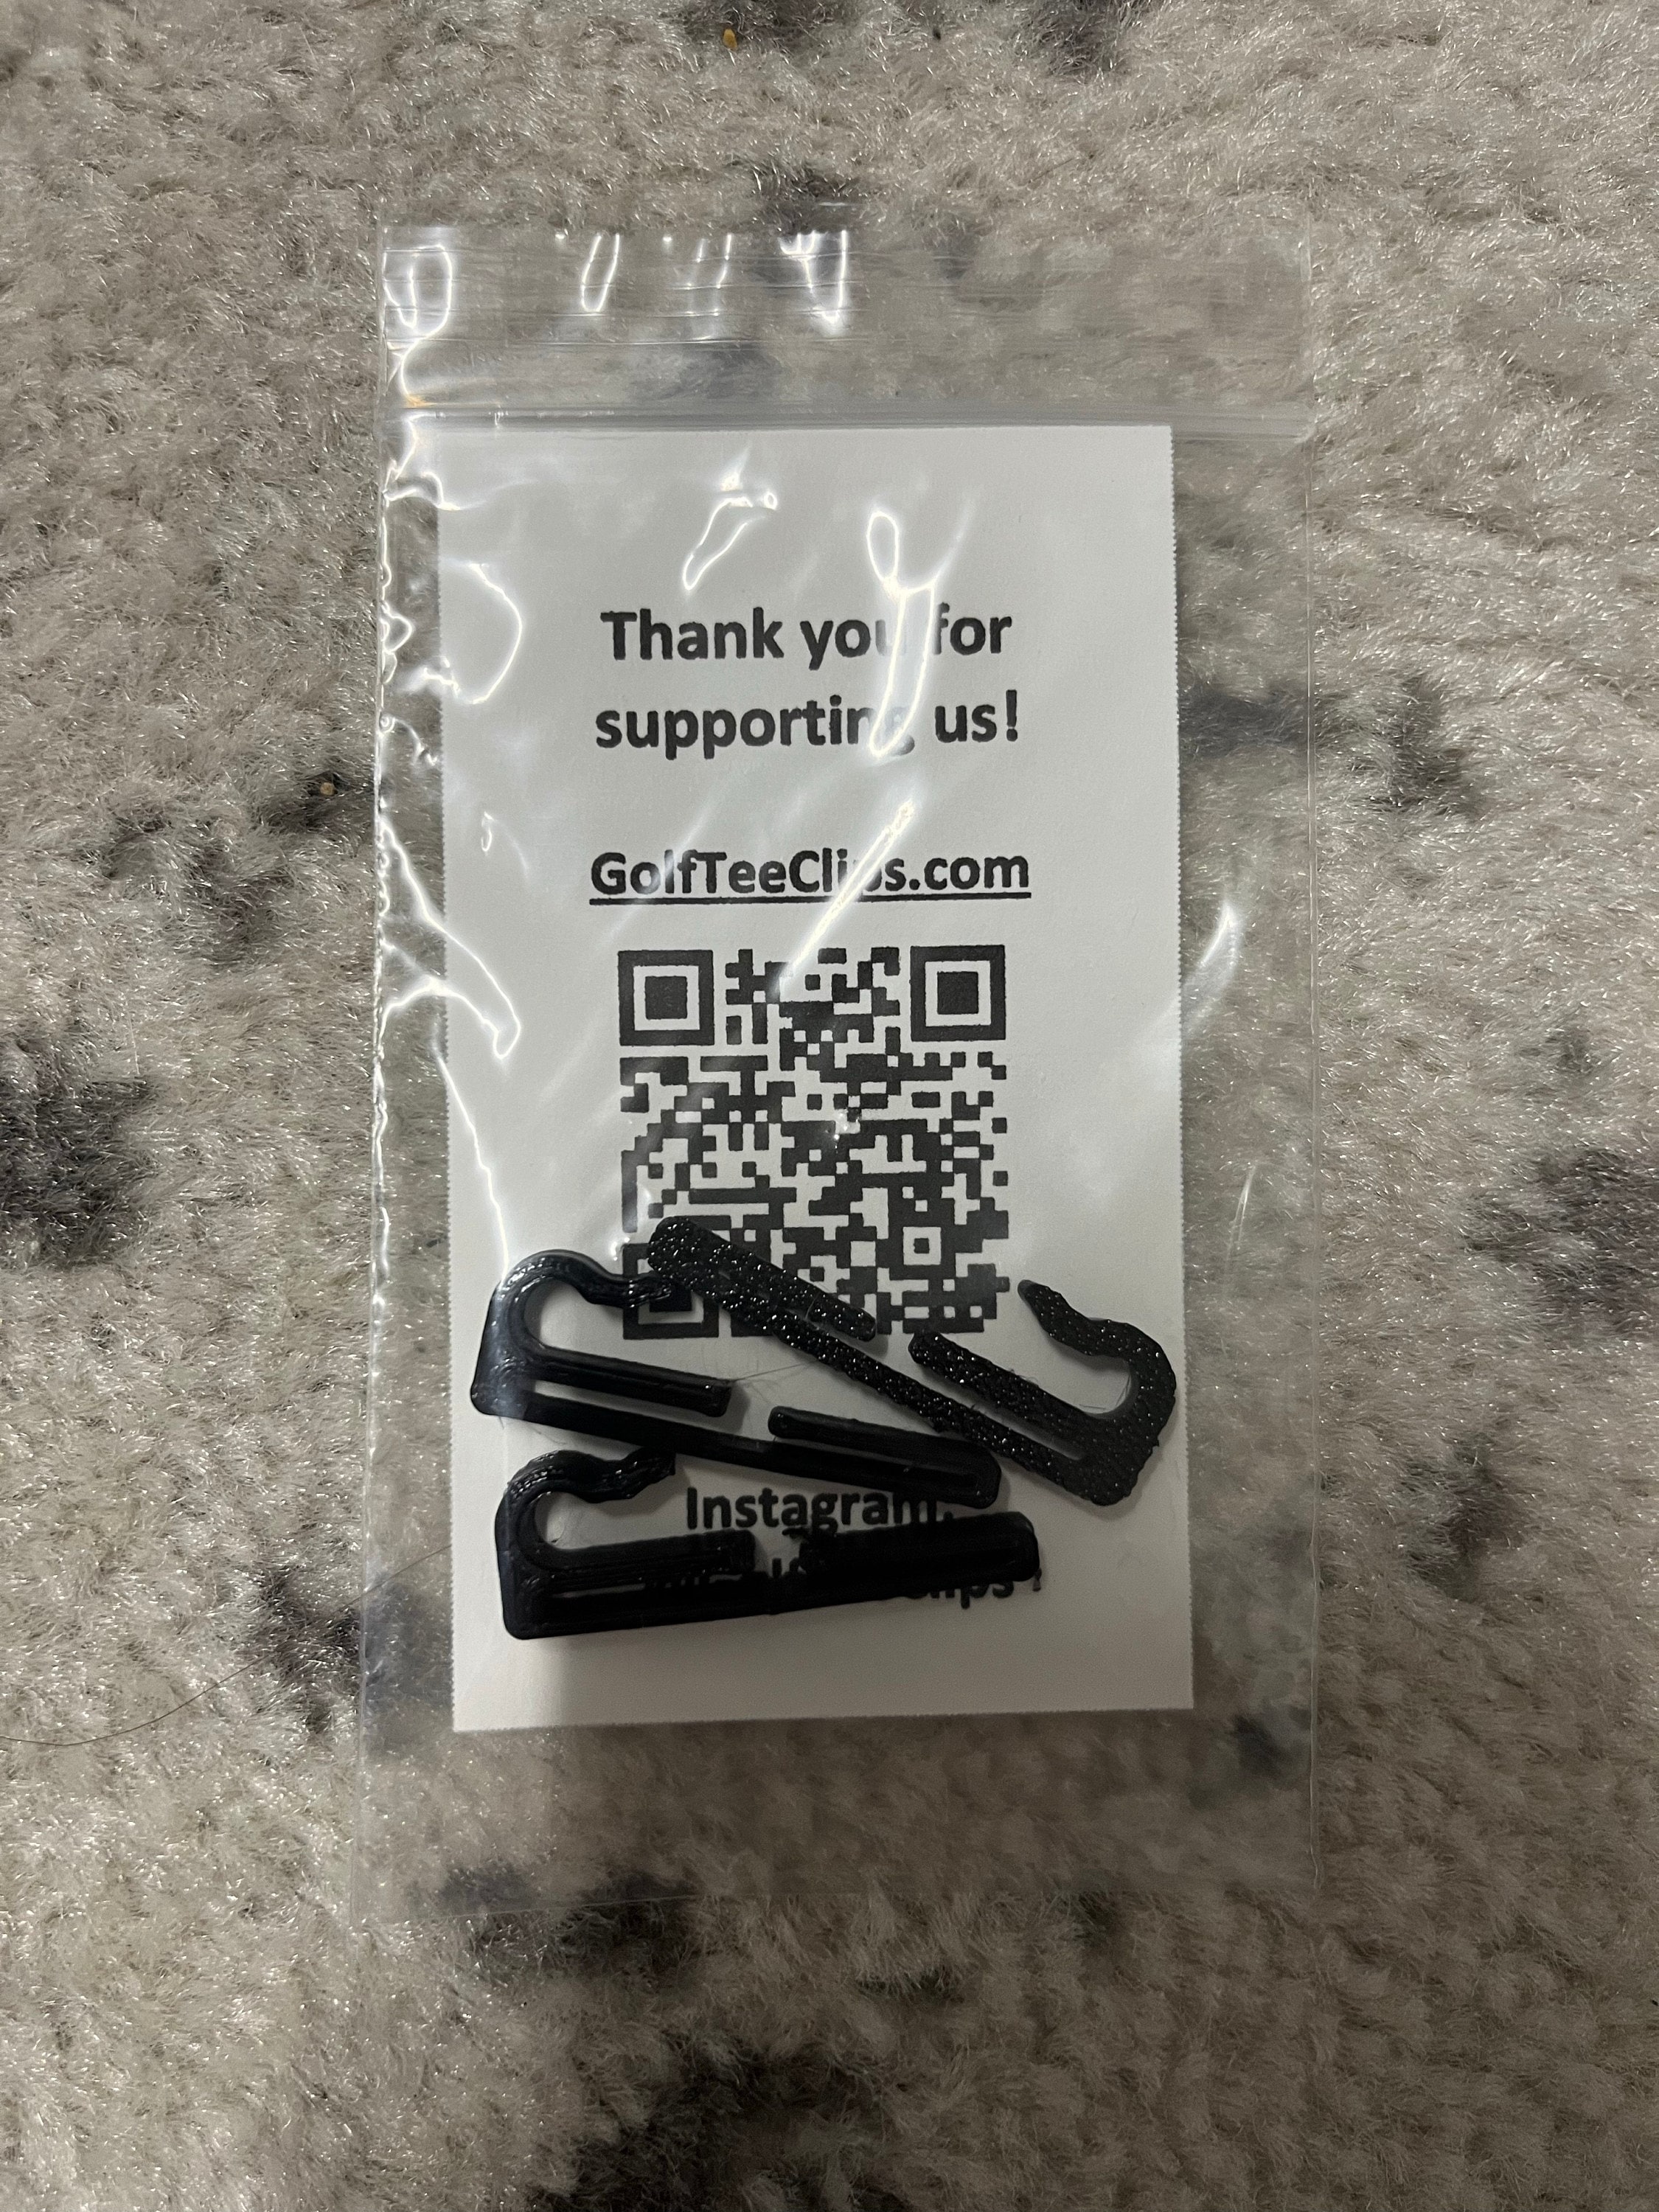 Thank you for
supporting us!
GolfTeeClips.com
Instagram: